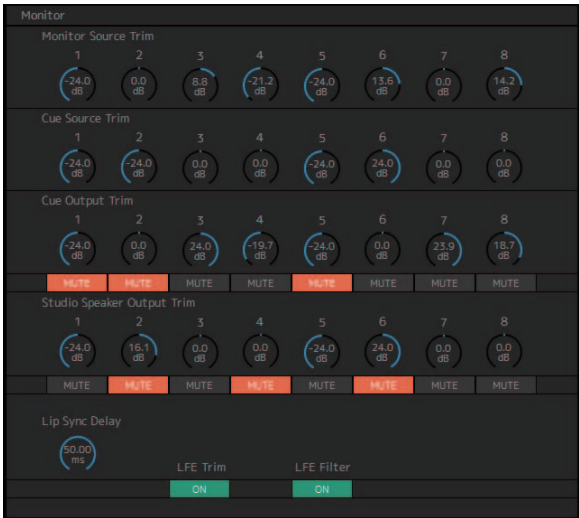 Monitor
Monitor Source Trim
1 2 3 4 5 6 7 8
-24.0 0.0 8.8 -21.2 -24.0 13.6 0.0 14.2
dB dB dB dB dB dB dB dB
Cue Source Trim
1 2 3 4 5 6 7 8
-24.0 -24.0 0.0 0.0 -24.0 24.0 0.0 0.0
dB dB dB dB dB dB dB dB
Cue Output Trim
1 2 3 4 5 6 7 8
-24.0 0.0 24.0 -19.7 -24.0 0.0 23.9 18.7
dB dB dB dB dB dB dB dB
MUTE MUTE MUTE MUTE MUTE MUTE MUTE MUTE
Studio Speaker Output Trim
1 2 3 4 5 6 7 8
-24.0 16.1 0.0 0.0 -24.0 24.0 0.0 0.0
dB dB dB dB dB dB dB dB
MUTE MUTE MUTE MUTE MUTE MUTE MUTE MUTE
Lip Sync Delay
50.00
ms
LFE Trim LFE Filter
ON ON